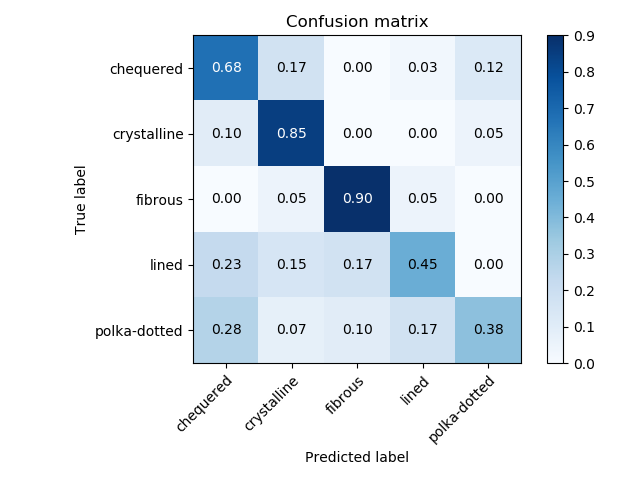 Confusion matrix
chequered 0.68 0.17 0.00 0.03 0.12
crystalline 0.10 0.85 0.00 0.00 0.05
fibrous 0.00 0.05 0.90 0.05 0.00
lined 0.23 0.15 0.17 0.45 0.00
polka-dotted 0.28 0.07 0.10 0.17 0.38
True label
chequered
crystalline
fibrous
lined
polka-dotted
Predicted label
0.9
0.8
0.7
0.6
0.5
0.4
0.3
0.2
0.1
0.0